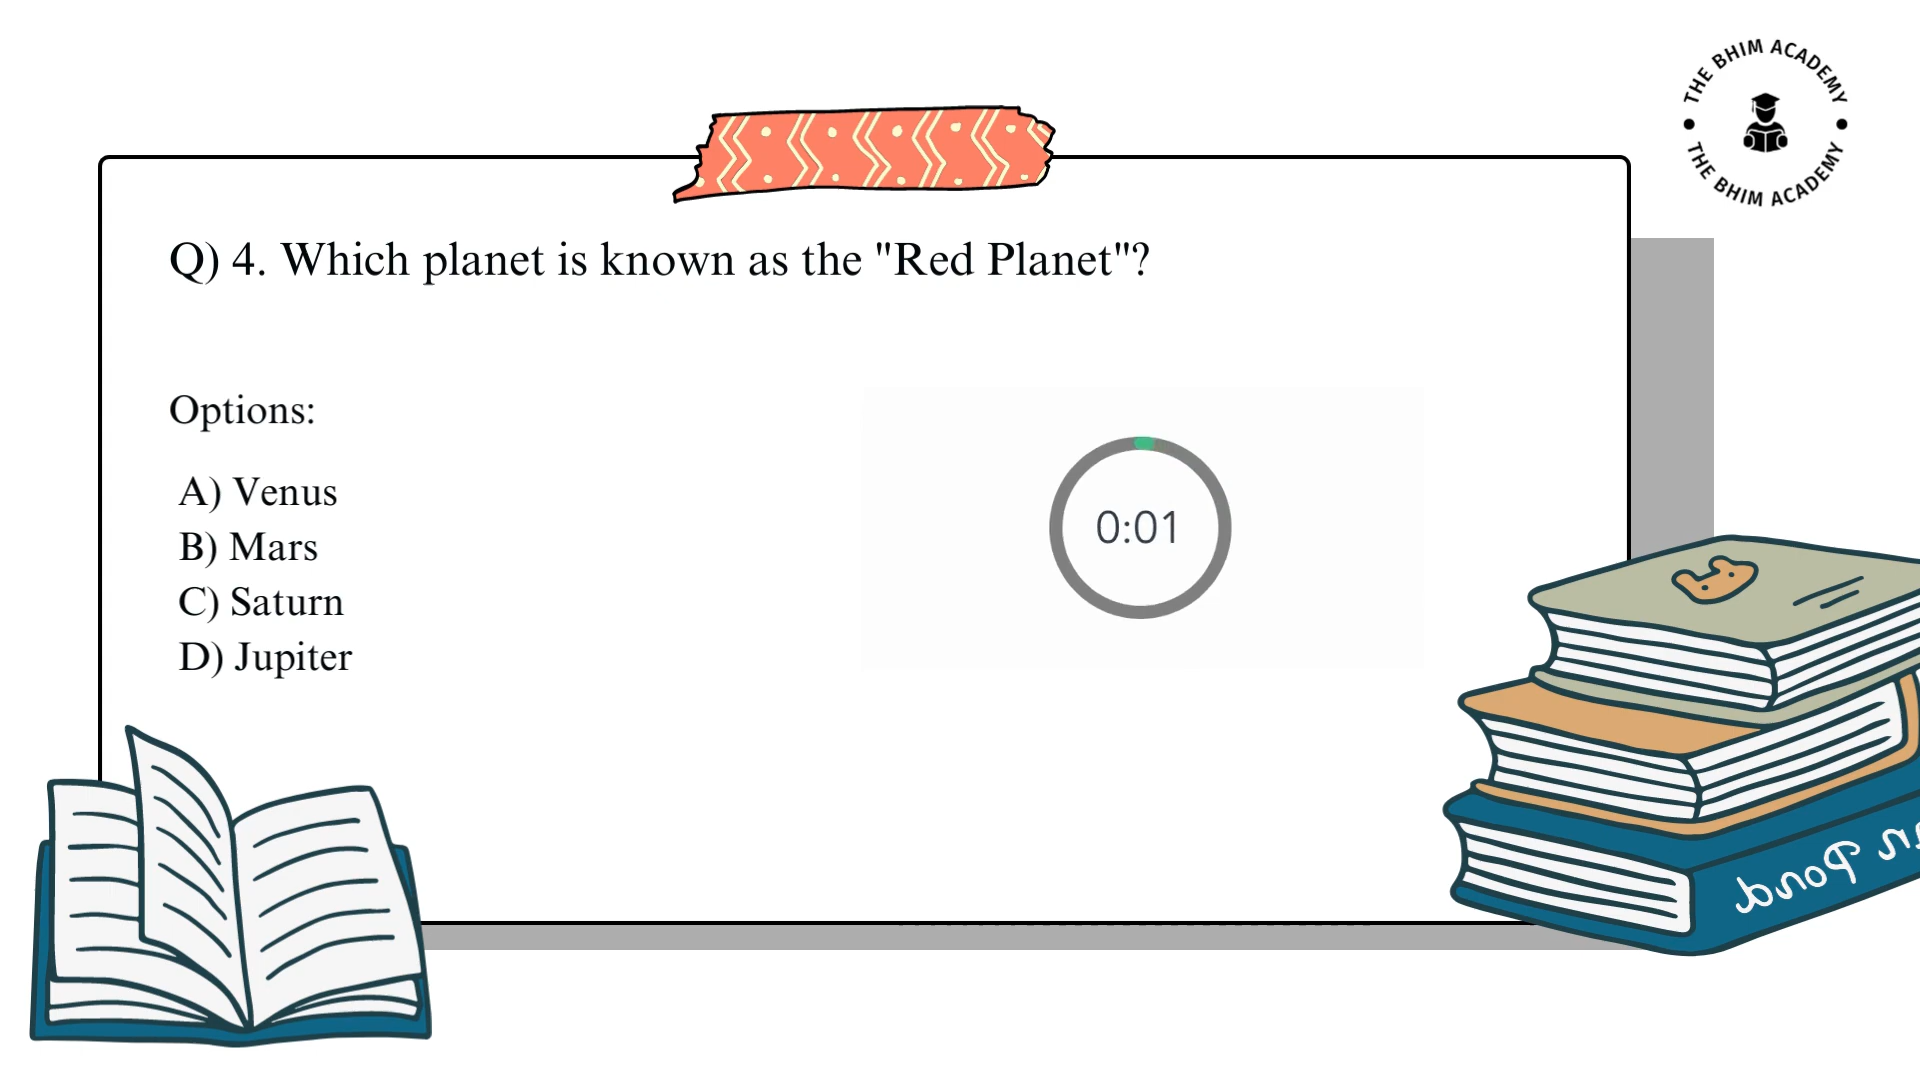 THE BHIM ACADEMY
THE BHIM ACADEMY
Q) 4. Which planet is known as the "Red Planet"?
Options:
A) Venus
B) Mars
C) Saturn
D) Jupiter
0:01